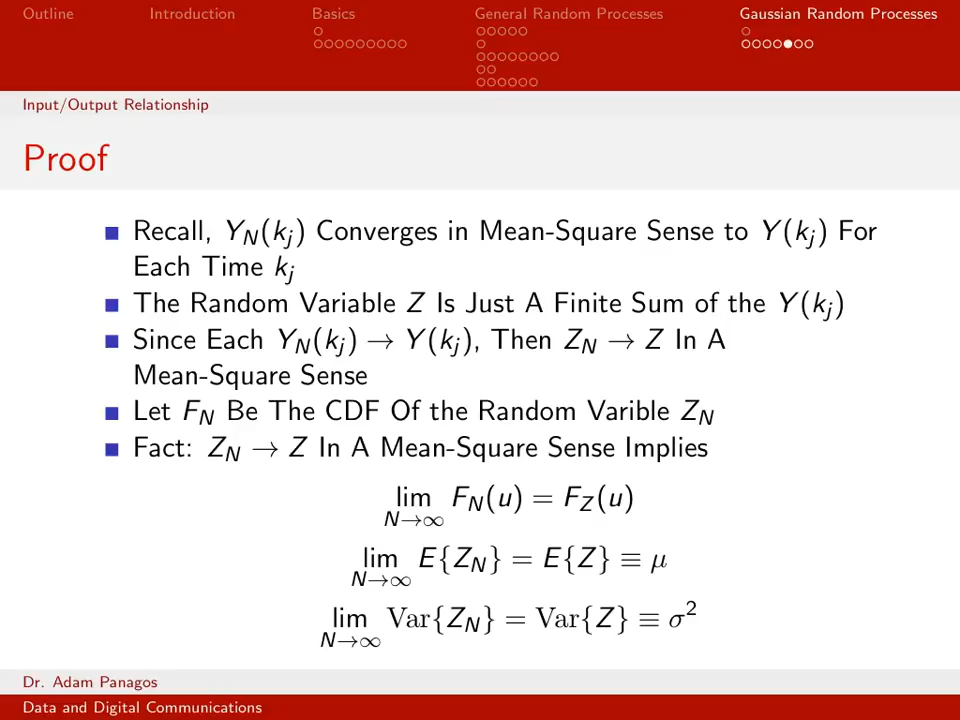 Outline Introduction Basics General Random Processes Gaussian Random Processes
Input/Output Relationship
Proof
Recall, Y_N(k_j) Converges in Mean-Square Sense to Y(k_j) For
Each Time k_j
The Random Variable Z Is Just A Finite Sum of the Y(k_j)
Since Each Y_N(k_j) → Y(k_j), Then Z_N → Z In A
Mean-Square Sense
Let F_N Be The CDF Of the Random Varible Z_N
Fact: Z_N → Z In A Mean-Square Sense Implies
lim_{N→∞} F_N(u) = F_Z(u)
lim_{N→∞} E{Z_N} = E{Z} ≡ μ
lim_{N→∞} Var{Z_N} = Var{Z} ≡ σ²
Dr. Adam Panagos
Data and Digital Communications